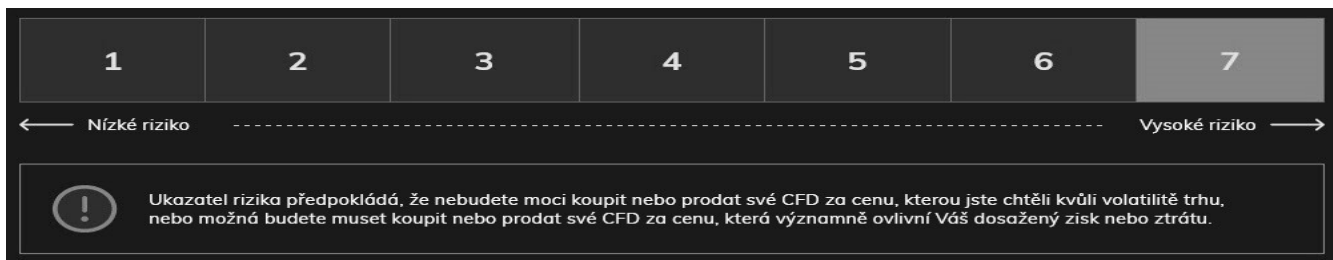 1 2 3 4 5 6 7
Nízké riziko Vysoké riziko
Ukazatel rizika předpokládá, že nebudete moci koupit nebo prodat své CFD za cenu, kterou jste chtěli kvůli volatilitě trhu,
nebo možná budete muset koupit nebo prodat své CFD za cenu, která významně ovlivní Váš dosažený zisk nebo ztrátu.